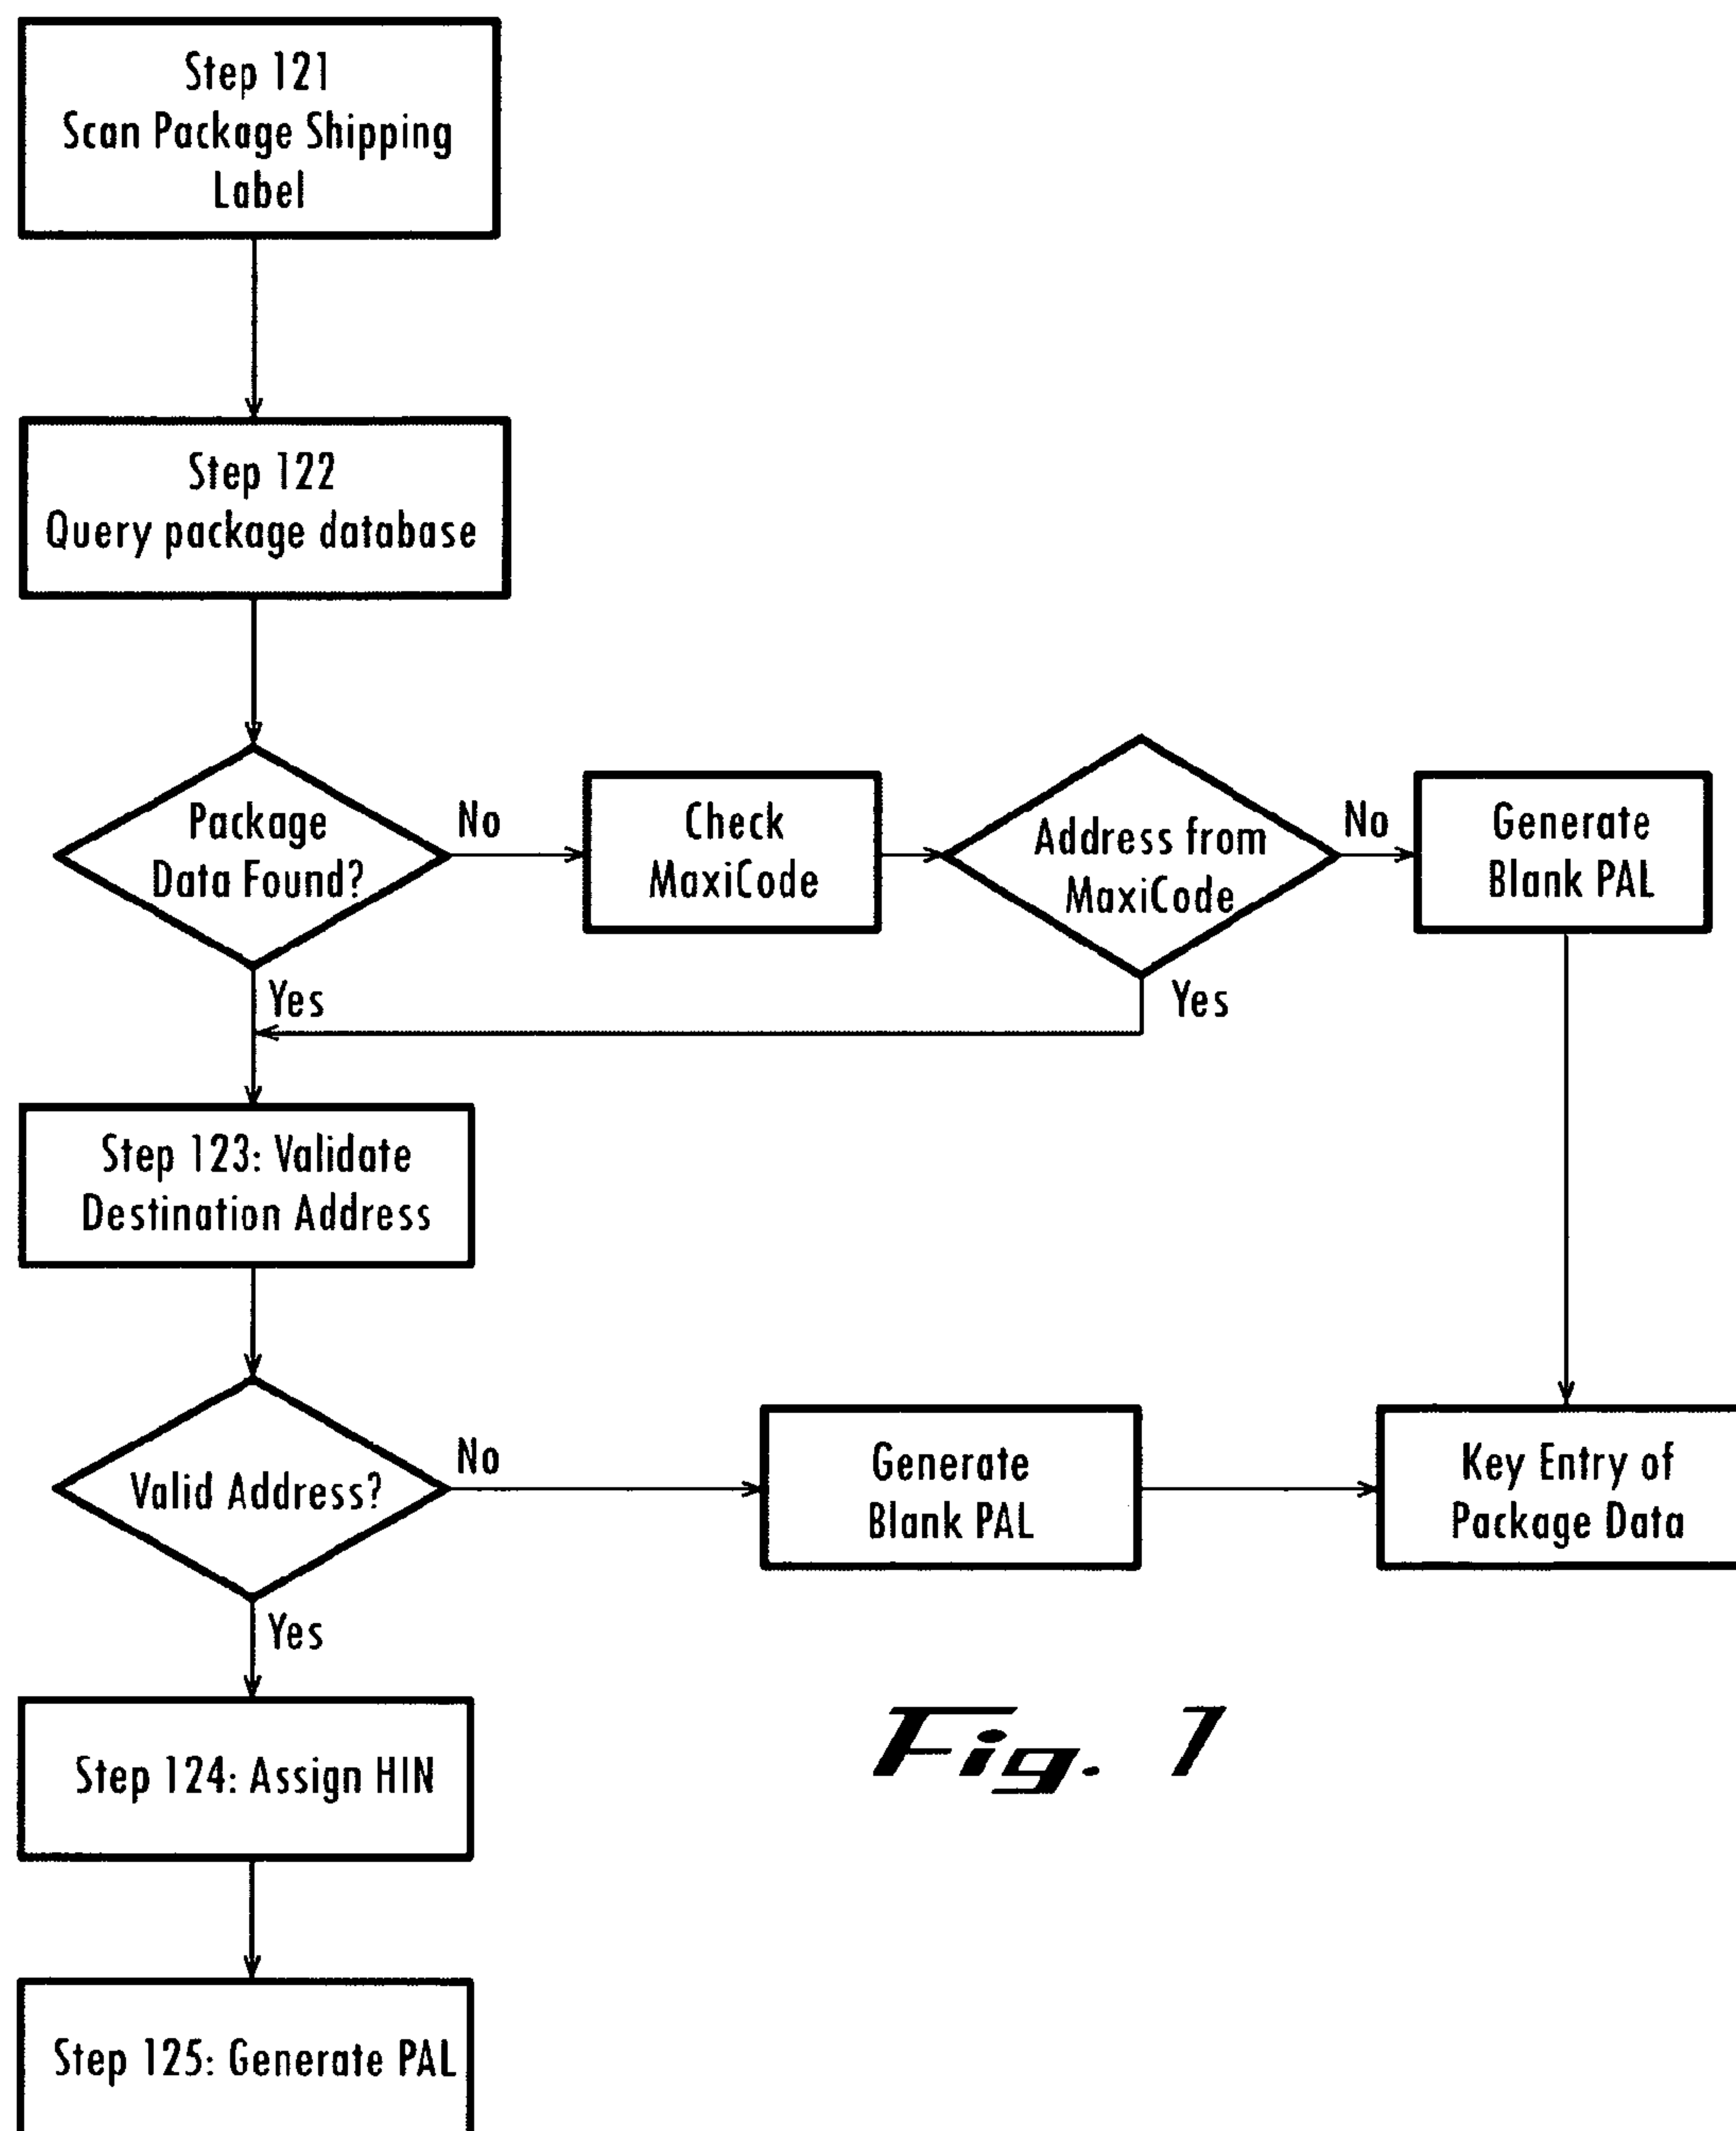 Step 121
Scan Package Shipping
Label
Step 122
Query package database
Package
Data Found?
No
Check
MaxiCode
Address from
MaxiCode
No
Generate
Blank PAL
Yes
Yes
Step 123: Validate
Destination Address
Valid Address?
No
Generate
Blank PAL
Key Entry of
Package Data
Yes
Step 124: Assign HIN
Fig. 7
Step 125: Generate PAL